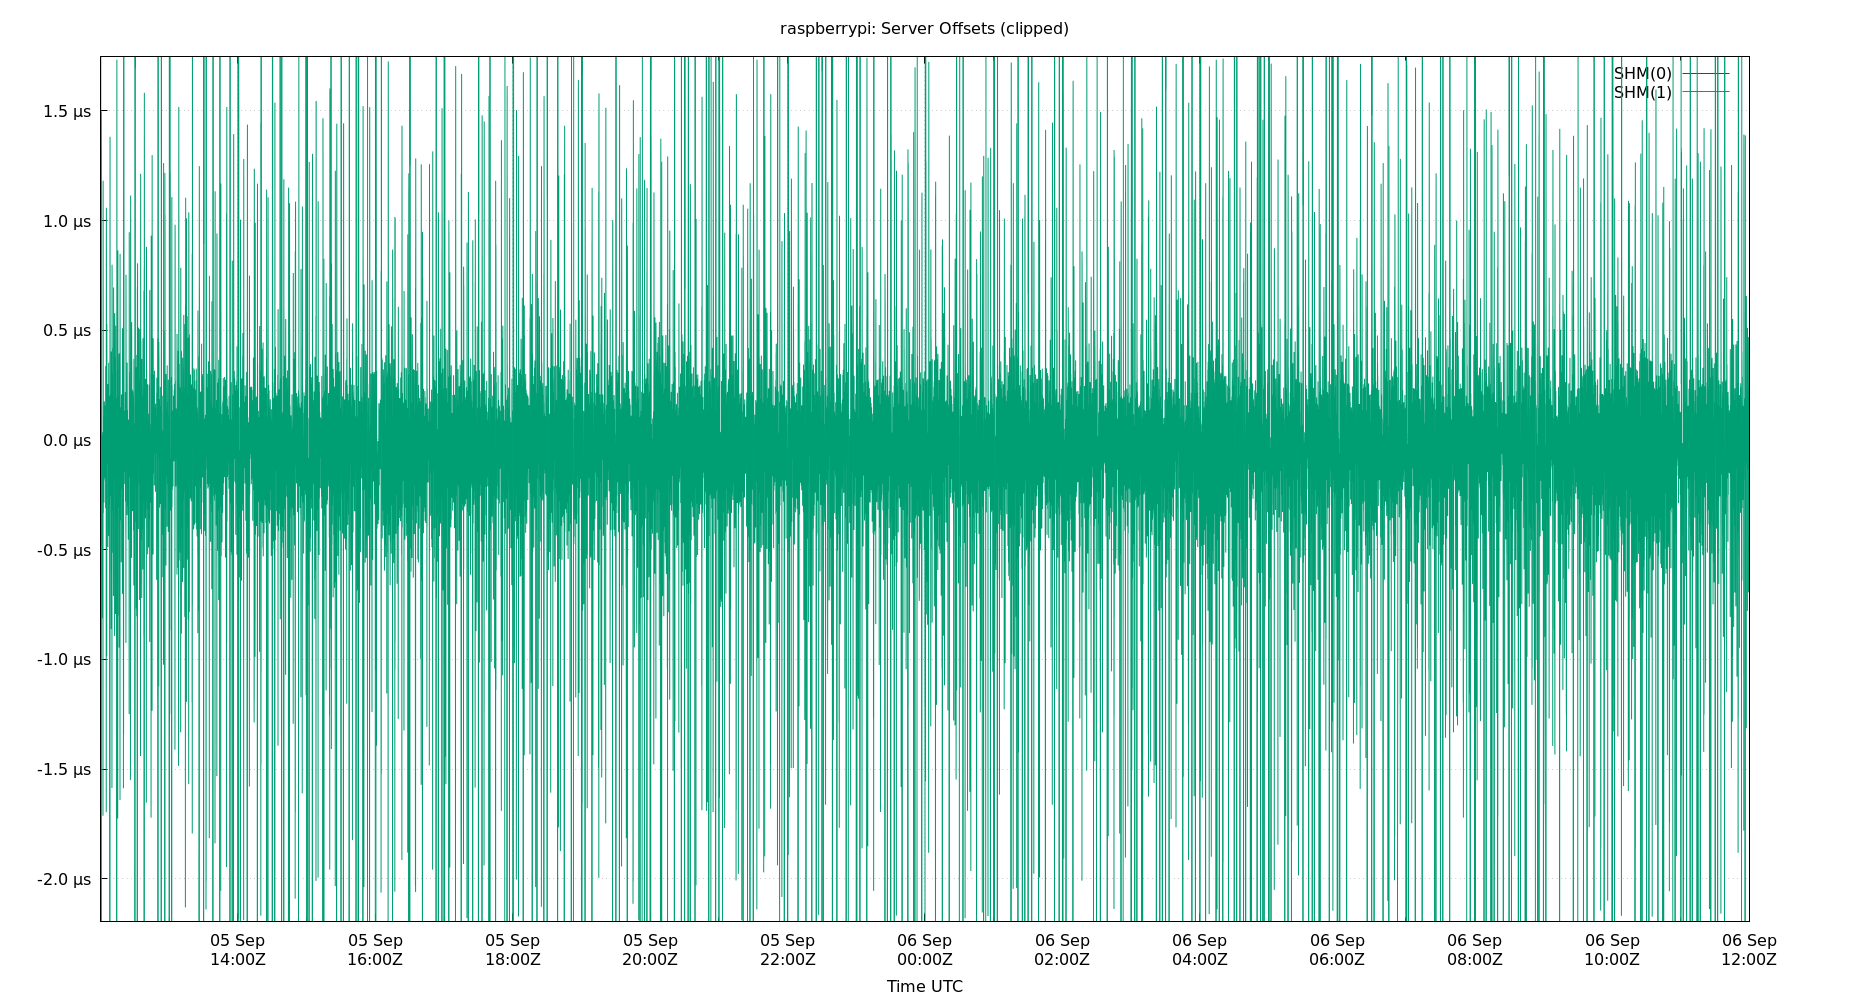 raspberrypi: Server Offsets (clipped)
SHM(0)
SHM(1)
1.5 µs
1.0 µs
0.5 µs
0.0 µs
-0.5 µs
-1.0 µs
-1.5 µs
-2.0 µs
05 Sep 05 Sep 05 Sep 05 Sep 05 Sep 06 Sep 06 Sep 06 Sep 06 Sep 06 Sep 06 Sep 06 Sep
14:00Z 16:00Z 18:00Z 20:00Z 22:00Z 00:00Z 02:00Z 04:00Z 06:00Z 08:00Z 10:00Z 12:00Z
Time UTC